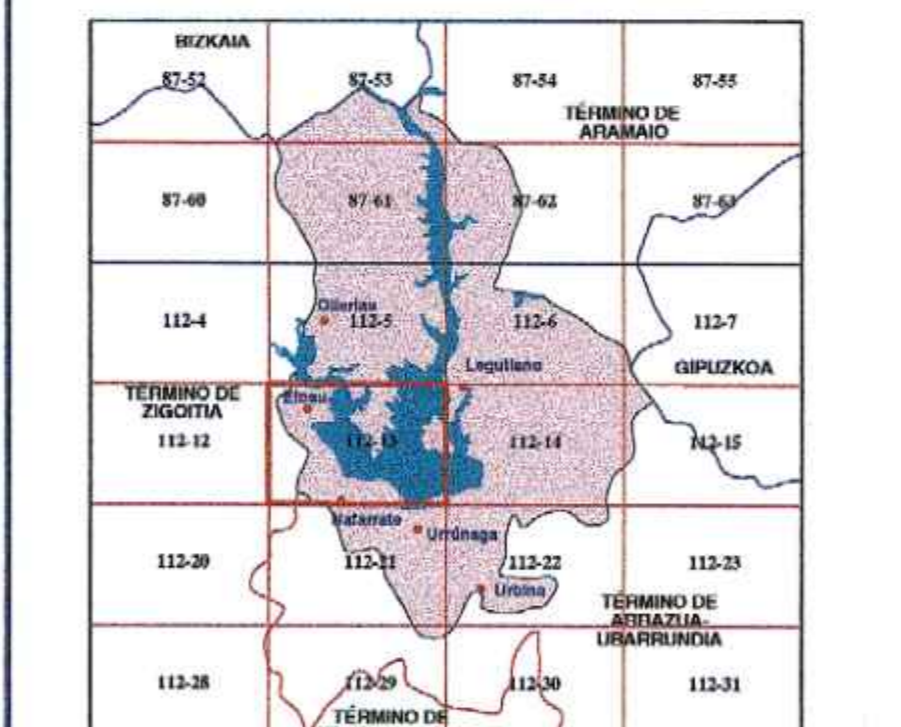 BIZKAIA
87-52
87-53
87-54
87-55
TÉRMINO DE
ARAMAIO
87-60
87-61
87-62
87-63
Ollerías
112-4
112-5
112-6
112-7
Legutiano
GIPUZKOA
TÉRMINO DE
ZIGOITIA
Elosu
112-12
112-13
112-14
112-15
Nafarrate
Urrúnaga
112-20
112-21
112-22
112-23
Urbina
TÉRMINO DE
ARRAZUA-
UBARRUNDIA
112-28
112-29
112-30
112-31
TÉRMINO DE